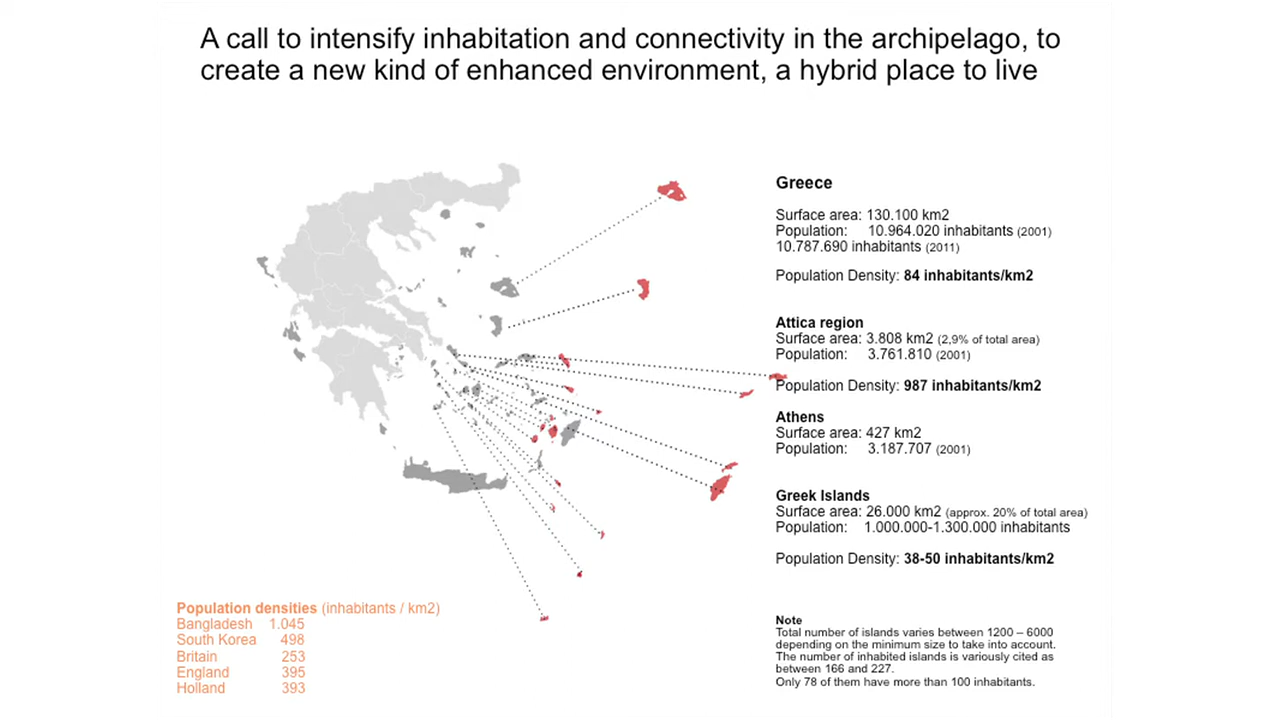 A call to intensify inhabitation and connectivity in the archipelago, to
create a new kind of enhanced environment, a hybrid place to live
Greece
Surface area: 130.100 km2
Population: 10.964.020 inhabitants (2001)
10.787.690 inhabitants (2011)
Population Density: 84 inhabitants/km2
Attica region
Surface area: 3.808 km2 (2,9% of total area)
Population: 3.761.810 (2001)
Population Density: 987 inhabitants/km2
Athens
Surface area: 427 km2
Population: 3.187.707 (2001)
Greek Islands
Surface area: 26.000 km2 (approx. 20% of total area)
Population: 1.000.000-1.300.000 inhabitants
Population Density: 38-50 inhabitants/km2
Population densities (inhabitants / km2)
Bangladesh 1.045
South Korea 498
Britain 253
England 395
Holland 393
Note
Total number of islands varies between 1200 – 6000
depending on the minimum size to take into account.
The number of inhabited islands is variously cited as
between 166 and 227.
Only 78 of them have more than 100 inhabitants.